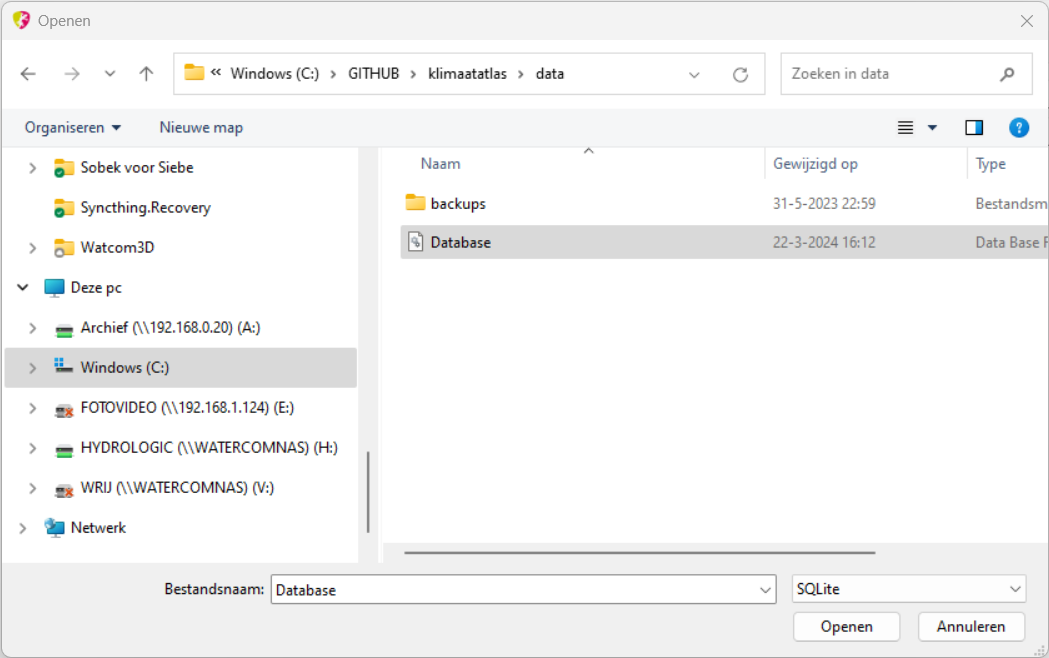 Openen
« Windows (C:) › GITHUB › klimaatatlas › data
Zoeken in data
Organiseren
Nieuwe map
?
Sobek voor Siebe
Syncthing.Recovery
Watcom3D
Deze pc
Archief (\\192.168.0.20) (A:)
Windows (C:)
FOTOVIDEO (\\192.168.1.124) (E:)
HYDROLOGIC (\\WATERCOMNAS) (H:)
WRIJ (\\WATERCOMNAS) (V:)
Netwerk
Naam Gewijzigd op Type
backups 31-5-2023 22:59 Bestandsm
Database 22-3-2024 16:12 Data Base F
Bestandsnaam: Database SQLite
Openen Annuleren